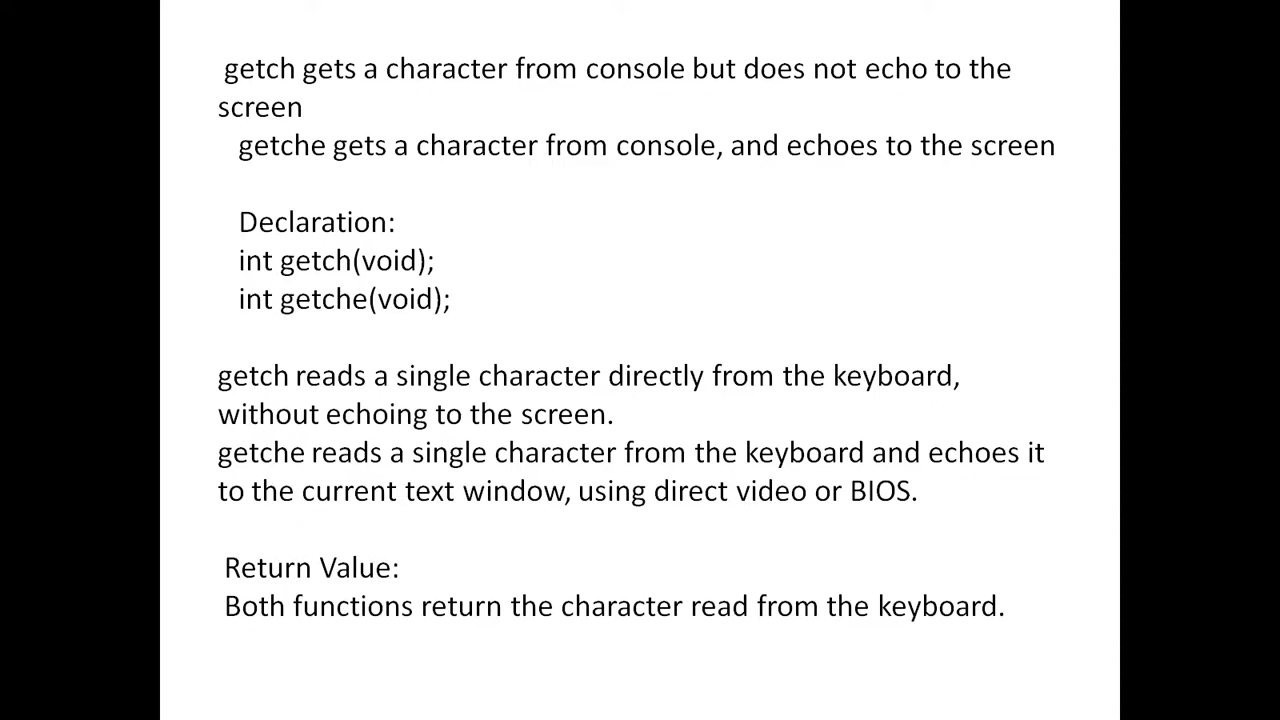 getch gets a character from console but does not echo to the
screen
getche gets a character from console, and echoes to the screen
Declaration:
int getch(void);
int getche(void);
getch reads a single character directly from the keyboard,
without echoing to the screen.
getche reads a single character from the keyboard and echoes it
to the current text window, using direct video or BIOS.
Return Value:
Both functions return the character read from the keyboard.